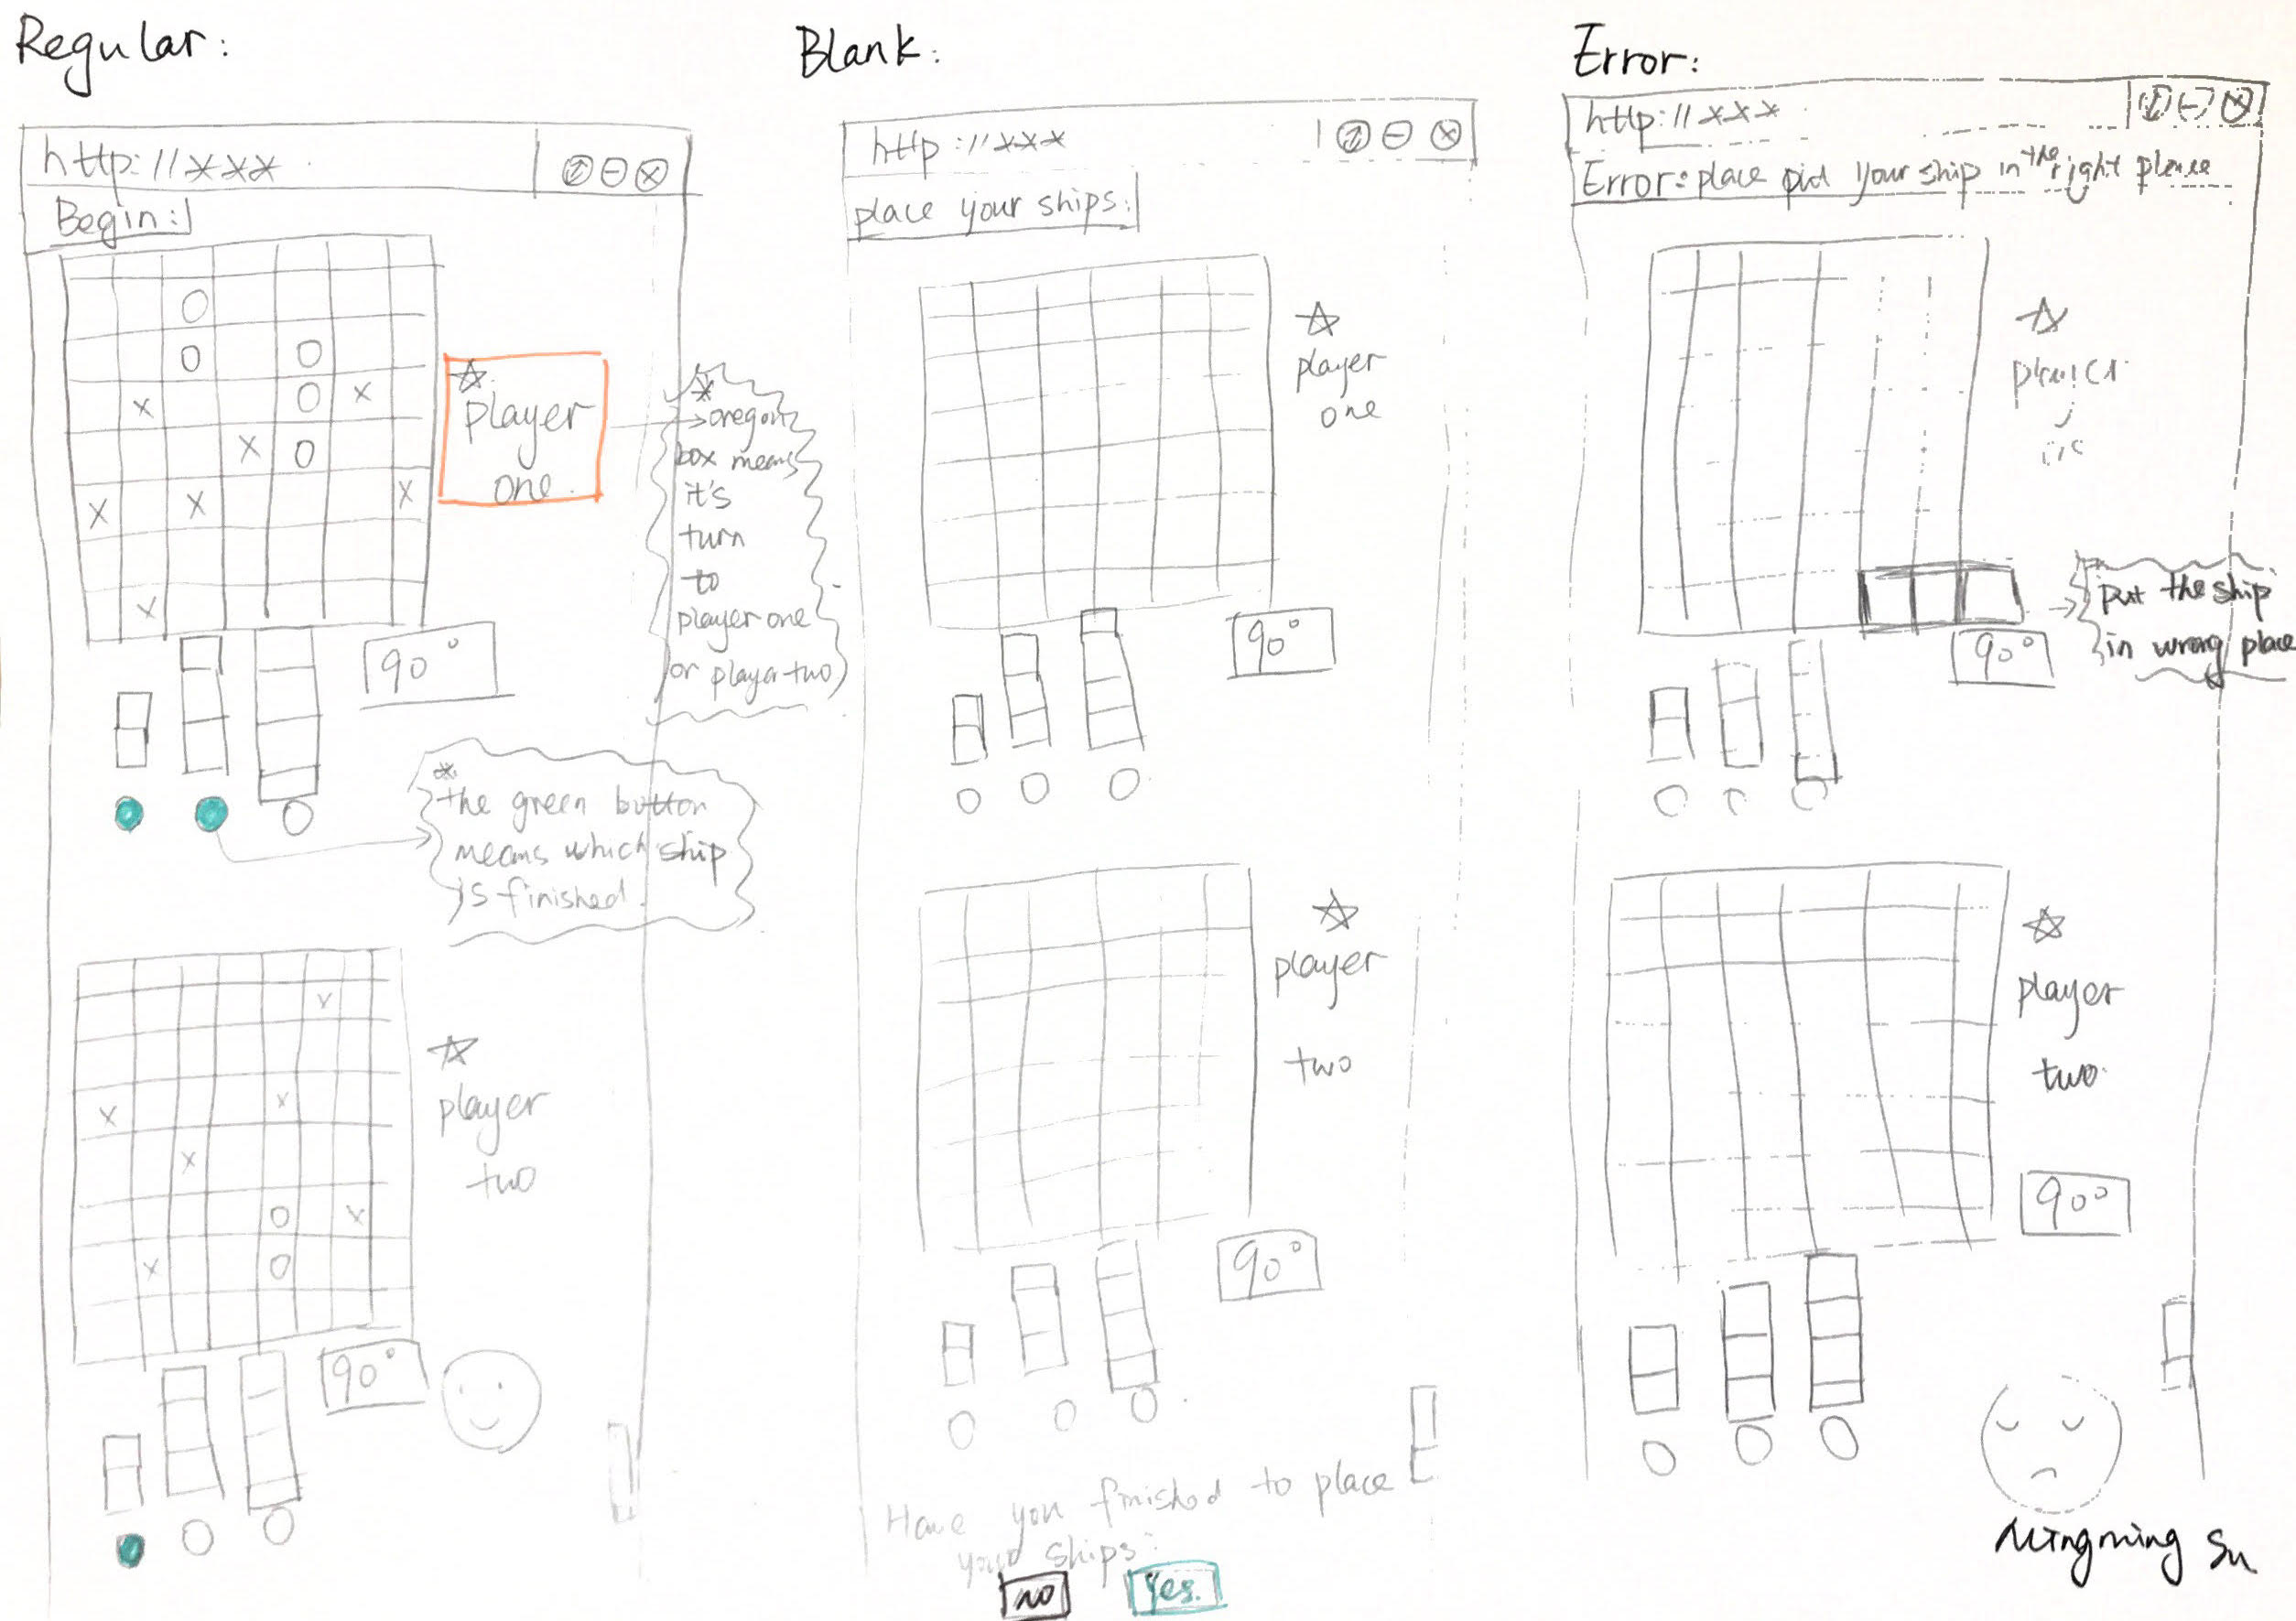 Regular:
http://***
Begin:
☆
player
one.
*
→oregon
box means
it's
turn
to
player one
or player two
90°
*
the green button
means which ship
is finished.
☆
player
two
90°
Blank:
http://***
place your ships:
☆
player
one
90°
☆
player
two
90°
Have you finished to place
your ships:
no
Yes.
Error:
http://***
Error: place put your ship in the right please
☆
90°
put the ship
in wrong place
☆
player
two.
90°
Mingming Su